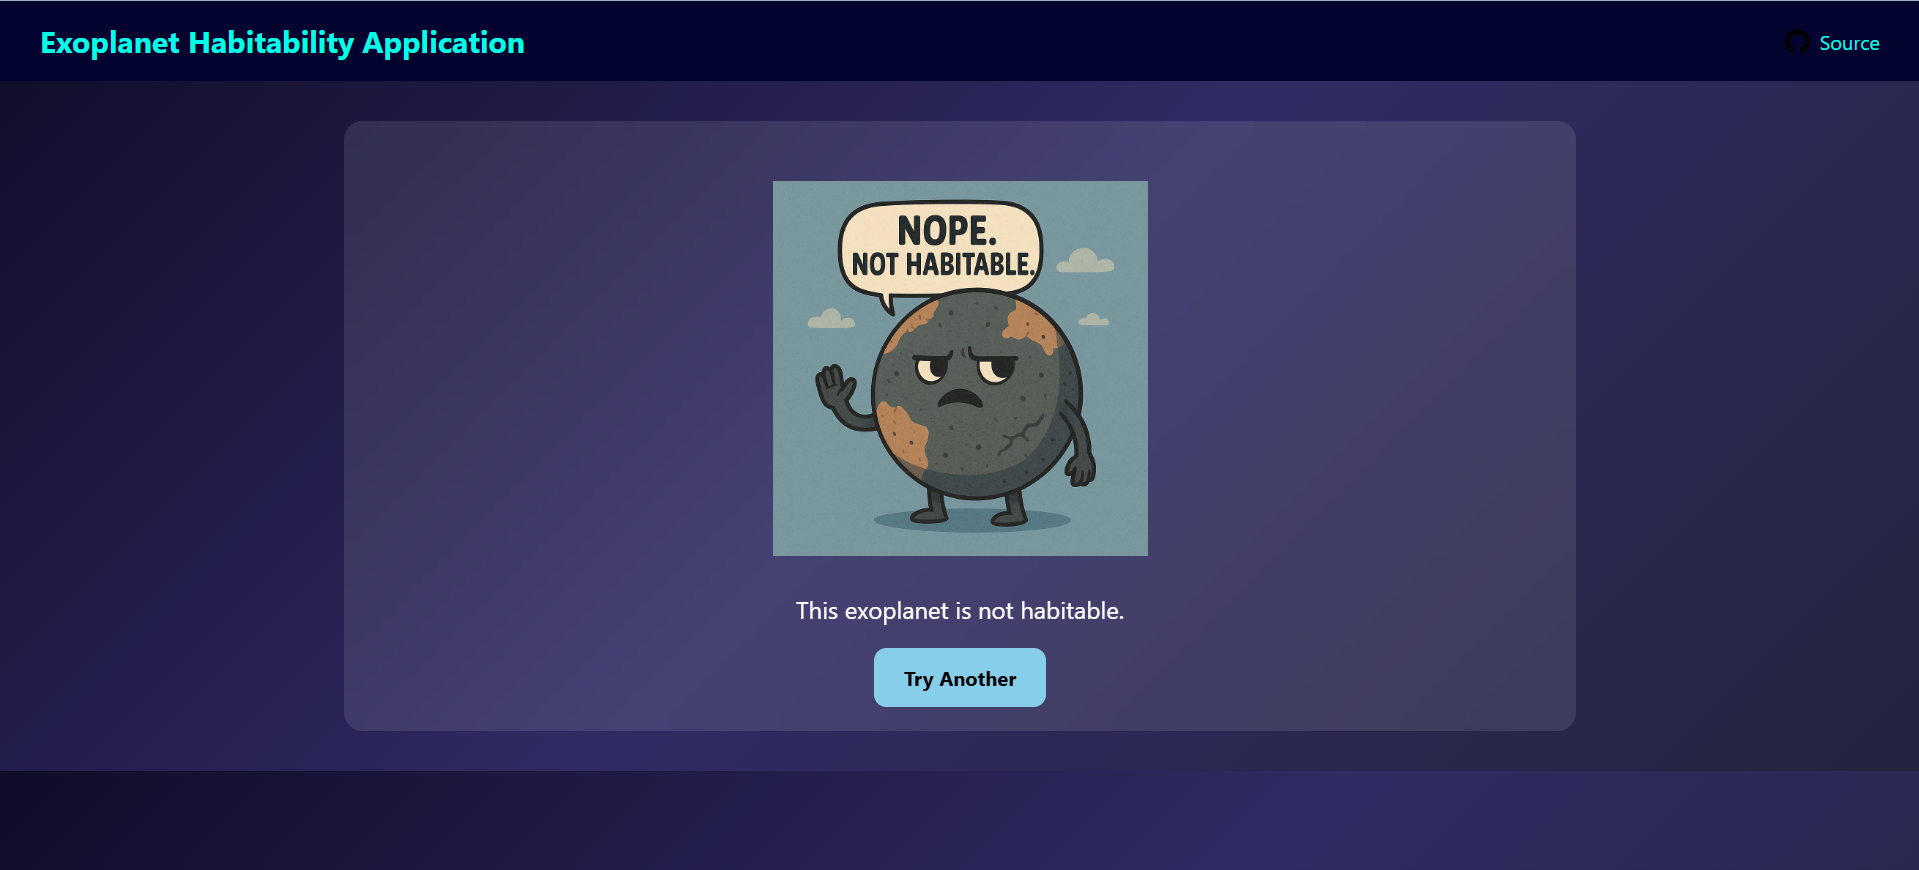 Exoplanet Habitability Application
Source
NOPE.
NOT HABITABLE.
This exoplanet is not habitable.
Try Another